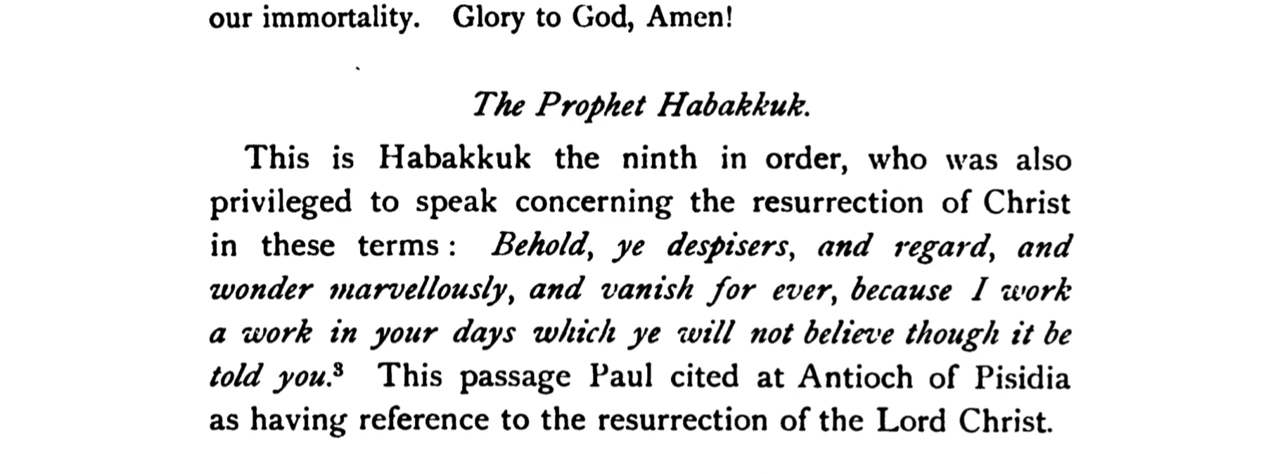 our immortality. Glory to God, Amen!
The Prophet Habakkuk.
This is Habakkuk the ninth in order, who was also
privileged to speak concerning the resurrection of Christ
in these terms : Behold, ye despisers, and regard, and
wonder marvellously, and vanish for ever, because I work
a work in your days which ye will not believe though it be
told you.³ This passage Paul cited at Antioch of Pisidia
as having reference to the resurrection of the Lord Christ.